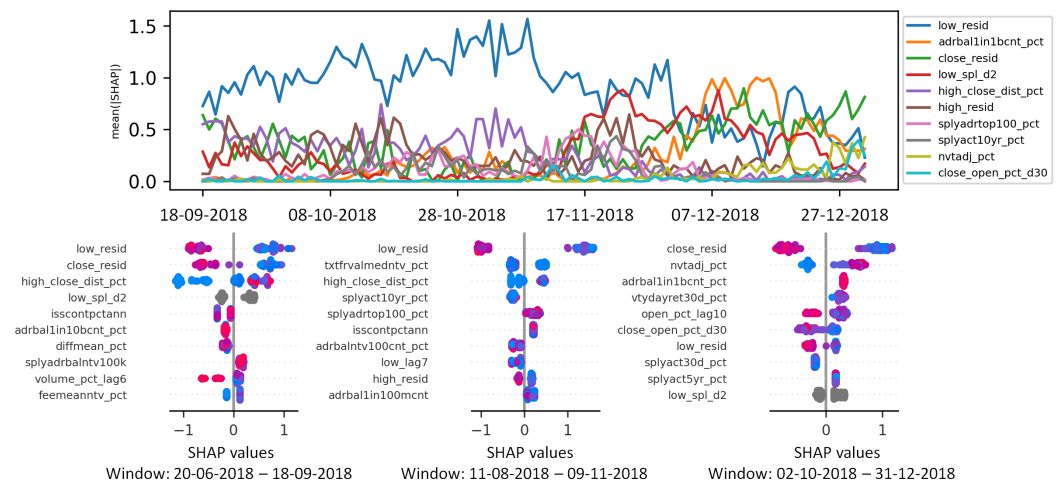 mean(|SHAP|)
1.5
1.0
0.5
0.0
18-09-2018 08-10-2018 28-10-2018 17-11-2018 07-12-2018 27-12-2018
low_resid
adrbal1in1bcnt_pct
close_resid
low_spl_d2
high_close_dist_pct
high_resid
splyadrtop100_pct
splyact10yr_pct
nvtadj_pct
close_open_pct_d30
low_resid
close_resid
high_close_dist_pct
low_spl_d2
isscontpctann
adrbal1in10bcnt_pct
diffmean_pct
splyadrbalntv100k
volume_pct_lag6
feemeanntv_pct
−1 0 1
SHAP values
Window: 20-06-2018 – 18-09-2018
low_resid
txtfrvalmedntv_pct
high_close_dist_pct
splyact10yr_pct
splyadrtop100_pct
isscontpctann
adrbalntv100cnt_pct
low_lag7
high_resid
adrbal1in100mcnt
−1 0 1
SHAP values
Window: 11-08-2018 – 09-11-2018
close_resid
nvtadj_pct
adrbal1in1bcnt_pct
vtydayret30d_pct
open_pct_lag10
close_open_pct_d30
low_resid
splyact30d_pct
splyact5yr_pct
low_spl_d2
−1 0 1
SHAP values
Window: 02-10-2018 – 31-12-2018